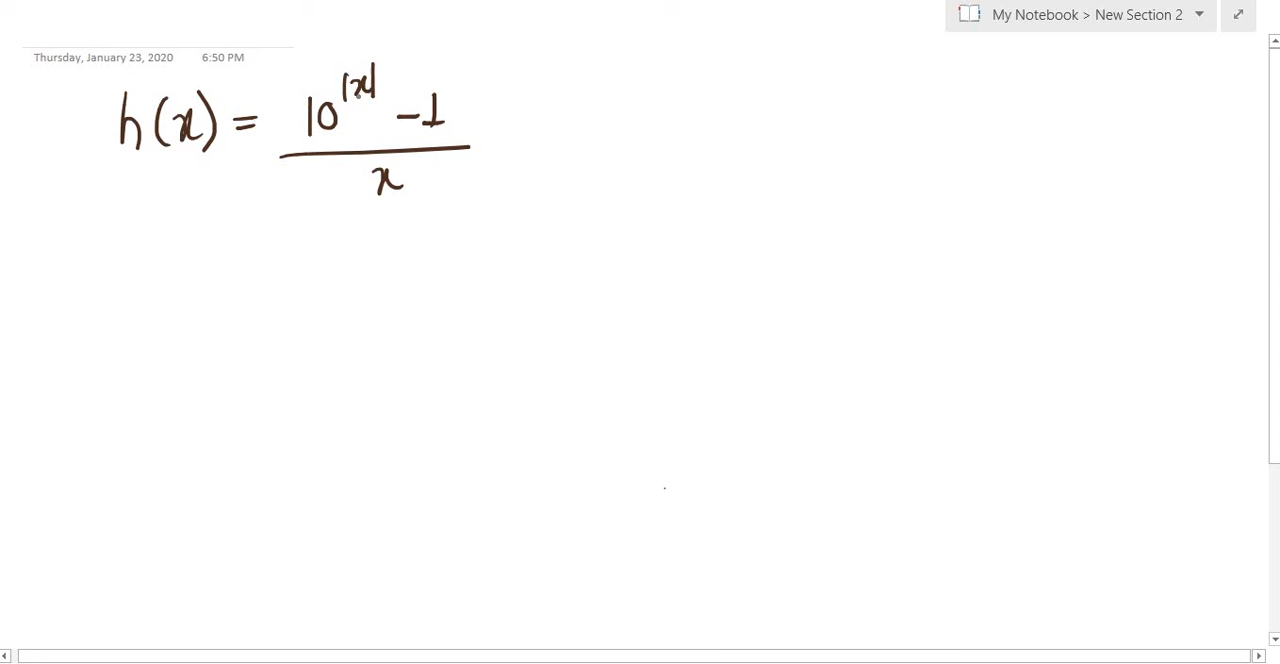 My Notebook > New Section 2
Thursday, January 23, 2020 6:50 PM
h(x) = (10^|x| - 1) / x